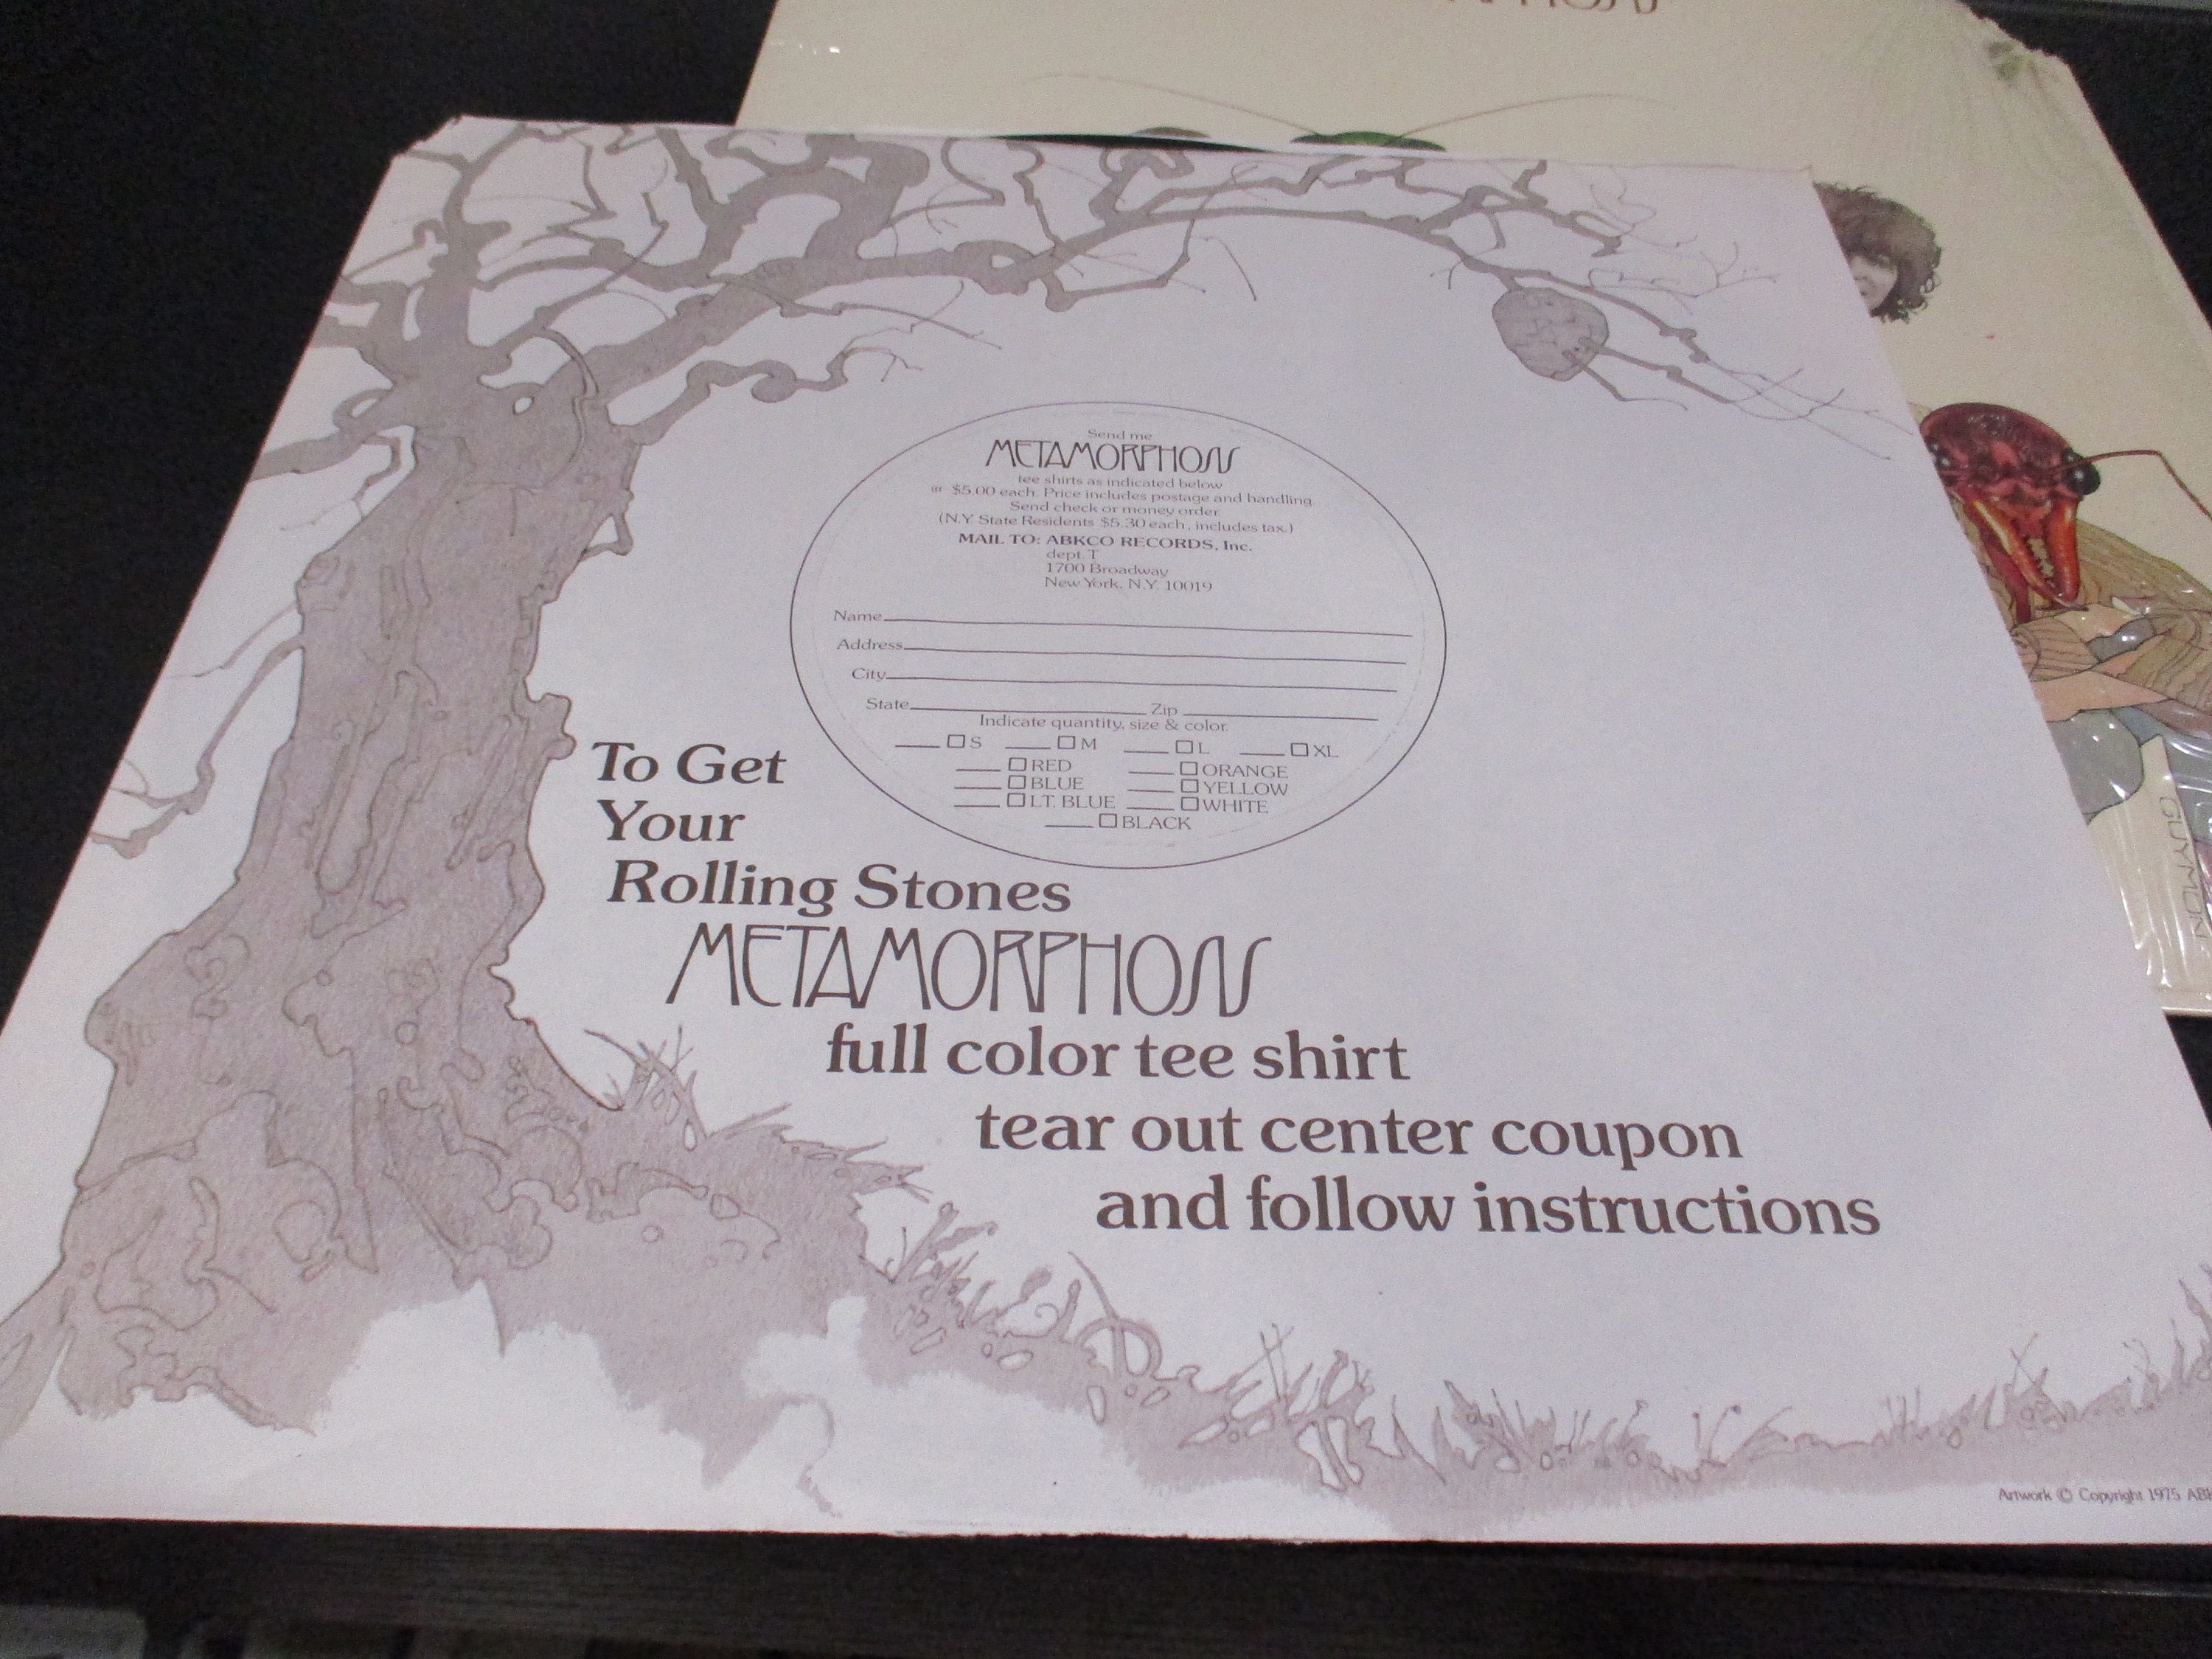 Send me
METAMORPHOSIS
tee shirts as indicated below
@ $5.00 each. Price includes postage and handling.
Send check or money order.
(N.Y. State Residents $5.30 each, includes tax.)
MAIL TO: ABKCO RECORDS, Inc.
dept. T
1700 Broadway
New York, N.Y. 10019
Name
Address
City
State Zip
Indicate quantity, size & color.
S M L XL
RED ORANGE
BLUE YELLOW
LT. BLUE WHITE
BLACK
To Get
Your
Rolling Stones
METAMORPHOSIS
full color tee shirt
tear out center coupon
and follow instructions
Artwork © Copyright 1975
GUYMON